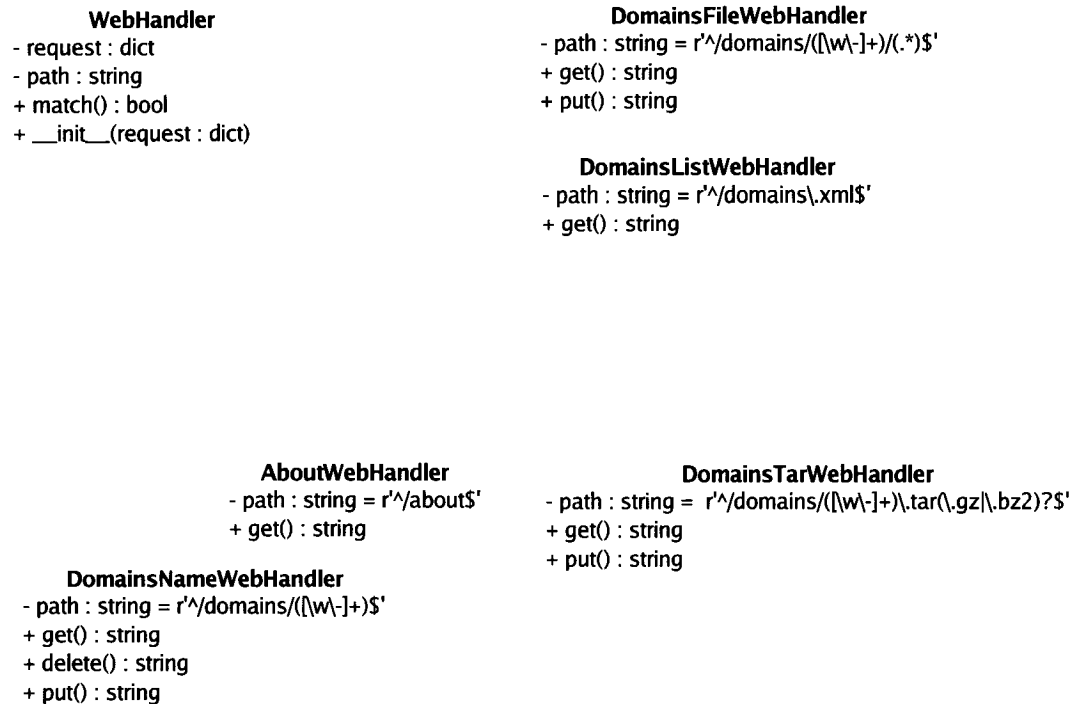 WebHandler
- request : dict
- path : string
+ match() : bool
+ __init__(request : dict)
DomainsFileWebHandler
- path : string = r'^/domains/([\w\-]+)/(.*)$'
+ get() : string
+ put() : string
DomainsListWebHandler
- path : string = r'^/domains\.xml$'
+ get() : string
AboutWebHandler
- path : string = r'^/about$'
+ get() : string
DomainsTarWebHandler
- path : string =  r'^/domains/([\w\-]+)\.tar(\.gz|\.bz2)?$'
+ get() : string
+ put() : string
DomainsNameWebHandler
- path : string = r'^/domains/([\w\-]+)$'
+ get() : string
+ delete() : string
+ put() : string